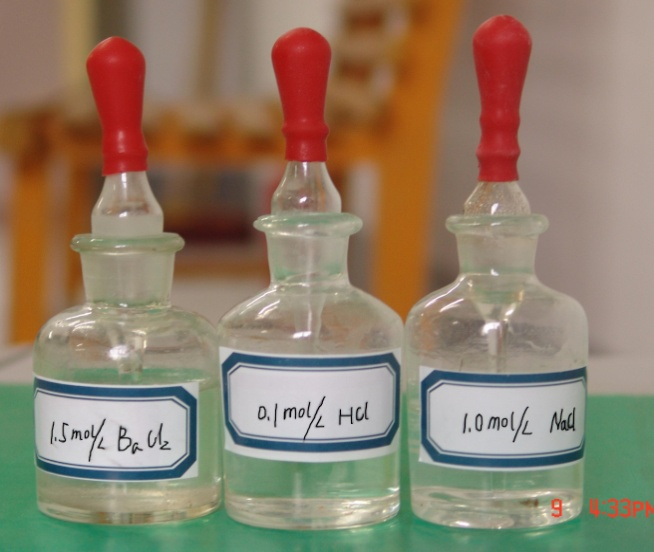 1.5mol/L BaCl₂
0.1mol/L HCl
1.0mol/L NaCl
9 4:33PM